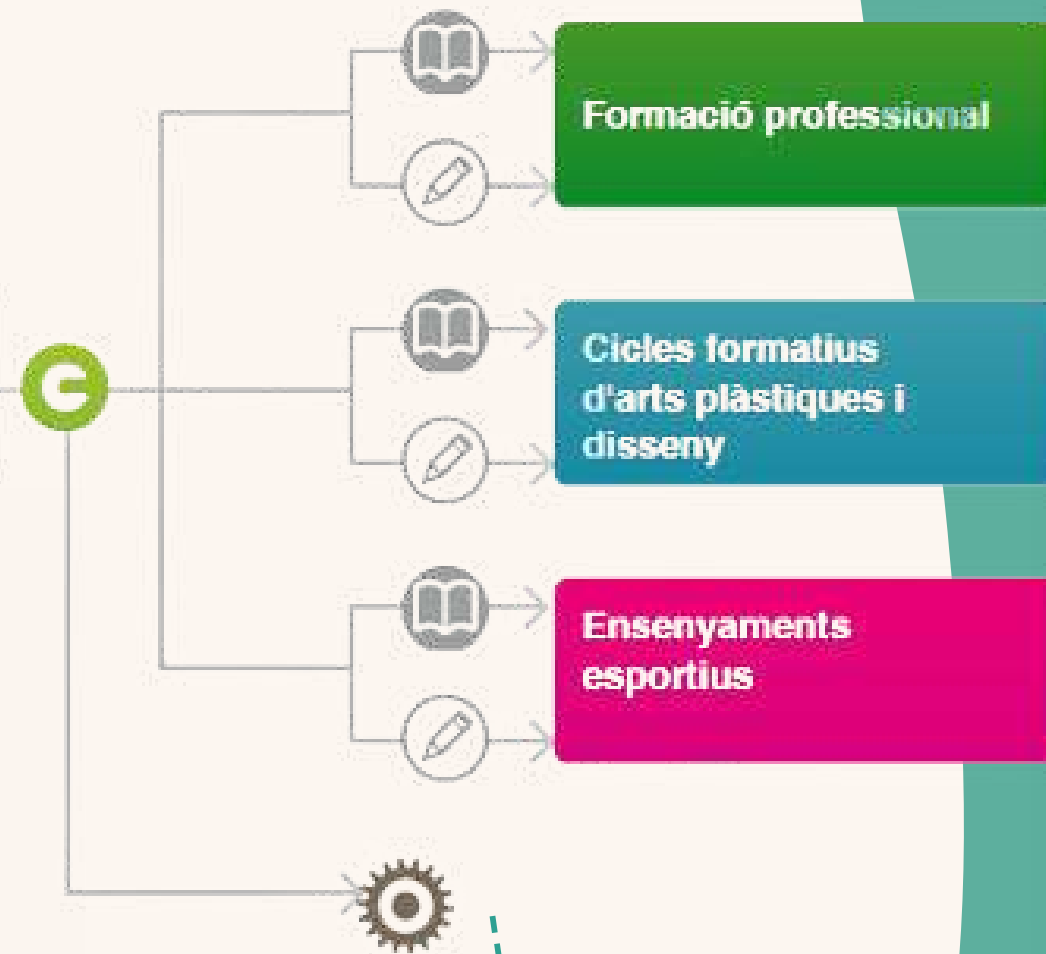 Formació professional
Cicles formatius
d'arts plàstiques i
disseny
Ensenyaments
esportius